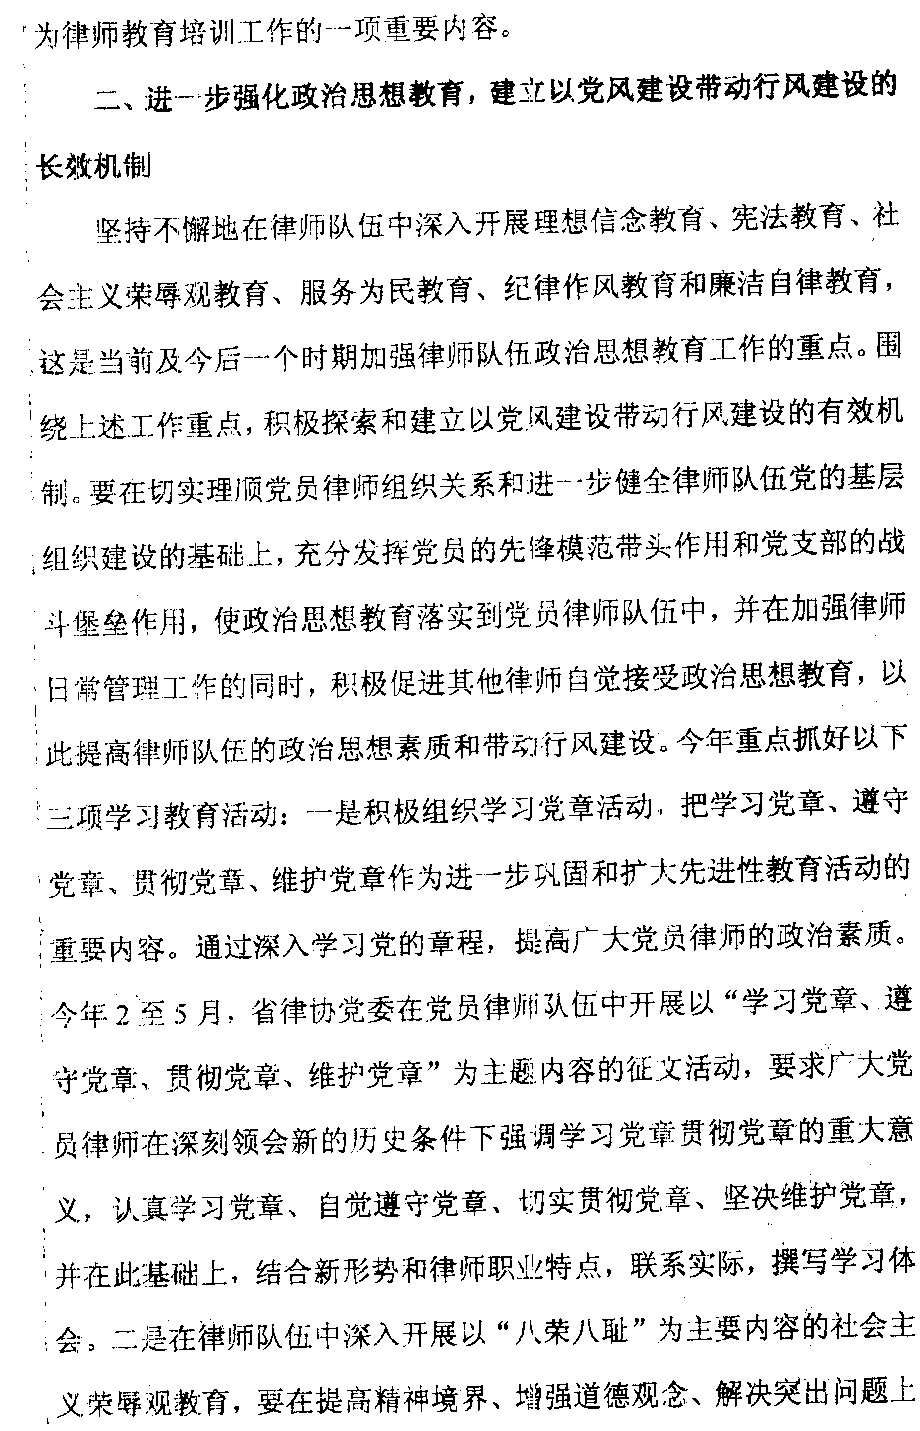 为律师教育培训工作的一项重要内容。
二、进一步强化政治思想教育，建立以党风建设带动行风建设的
长效机制
坚持不懈地在律师队伍中深入开展理想信念教育、宪法教育、社
会主义荣辱观教育、服务为民教育、纪律作风教育和廉洁自律教育，
这是当前及今后一个时期加强律师队伍政治思想教育工作的重点。围
绕上述工作重点，积极探索和建立以党风建设带动行风建设的有效机
制。要在切实理顺党员律师组织关系和进一步健全律师队伍党的基层
组织建设的基础上，充分发挥党员的先锋模范带头作用和党支部的战
斗堡垒作用，使政治思想教育落实到党员律师队伍中，并在加强律师
日常管理工作的同时，积极促进其他律师自觉接受政治思想教育，以
此提高律师队伍的政治思想素质和带动行风建设。今年重点抓好以下
三项学习教育活动：一是积极组织学习党章活动，把学习党章、遵守
党章、贯彻党章、维护党章作为进一步巩固和扩大先进性教育活动的
重要内容。通过深入学习党的章程，提高广大党员律师的政治素质。
今年2至5月，省律协党委在党员律师队伍中开展以“学习党章、遵
守党章、贯彻党章、维护党章”为主题内容的征文活动，要求广大党
员律师在深刻领会新的历史条件下强调学习党章贯彻党章的重大意
义，认真学习党章、自觉遵守党章、切实贯彻党章、坚决维护党章，
并在此基础上，结合新形势和律师职业特点，联系实际，撰写学习体
会。二是在律师队伍中深入开展以“八荣八耻”为主要内容的社会主
义荣辱观教育，要在提高精神境界、增强道德观念、解决突出问题上